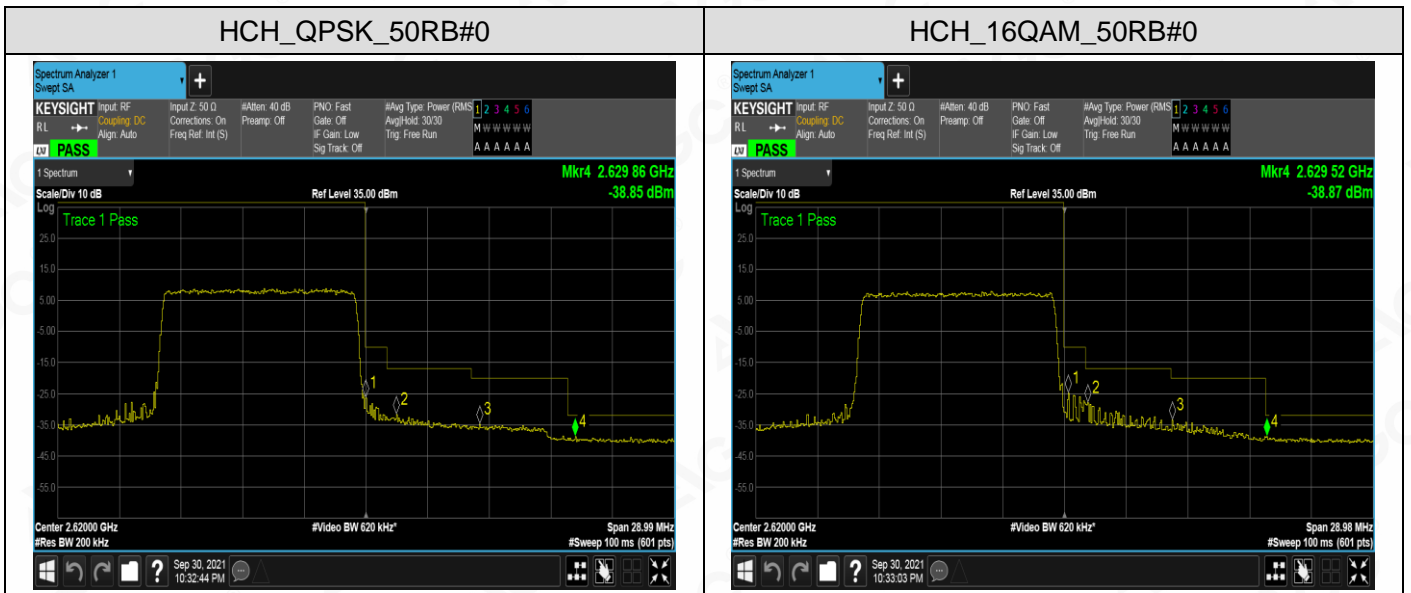 HCH_QPSK_50RB#0
Spectrum Analyzer 1
Swept SA
+
KEYSIGHT Input: RF Input Z: 50 Ω #Atten: 40 dB PNO: Fast #Avg Type: Power (RMS 1 2 3 4 5 6
RL Coupling: DC Corrections: On Preamp: Off Gate: Off Avg|Hold: 30/30 M W W W W W
Align: Auto Freq Ref: Int (S) IF Gain: Low Trig: Free Run
LXI PASS Sig Track: Off A A A A A A
1 Spectrum
Mkr4 2.629 86 GHz
Scale/Div 10 dB Ref Level 35.00 dBm -38.85 dBm
Log
Trace 1 Pass
25.0
15.0
5.00
-5.00
-15.0
1
-25.0
2
3
-35.0
4
-45.0
-55.0
Center 2.62000 GHz #Video BW 620 kHz* Span 28.99 MHz
#Res BW 200 kHz #Sweep 100 ms (601 pts)
? Sep 30, 2021
10:32:44 PM
HCH_16QAM_50RB#0
Spectrum Analyzer 1
Swept SA
+
KEYSIGHT Input: RF Input Z: 50 Ω #Atten: 40 dB PNO: Fast #Avg Type: Power (RMS 1 2 3 4 5 6
RL Coupling: DC Corrections: On Preamp: Off Gate: Off Avg|Hold: 30/30 M W W W W W
Align: Auto Freq Ref: Int (S) IF Gain: Low Trig: Free Run
LXI PASS Sig Track: Off A A A A A A
1 Spectrum
Mkr4 2.629 52 GHz
Scale/Div 10 dB Ref Level 35.00 dBm -38.87 dBm
Log
Trace 1 Pass
25.0
15.0
5.00
-5.00
-15.0
1
2
-25.0
3
-35.0
4
-45.0
-55.0
Center 2.62000 GHz #Video BW 620 kHz* Span 28.98 MHz
#Res BW 200 kHz #Sweep 100 ms (601 pts)
? Sep 30, 2021
10:33:03 PM